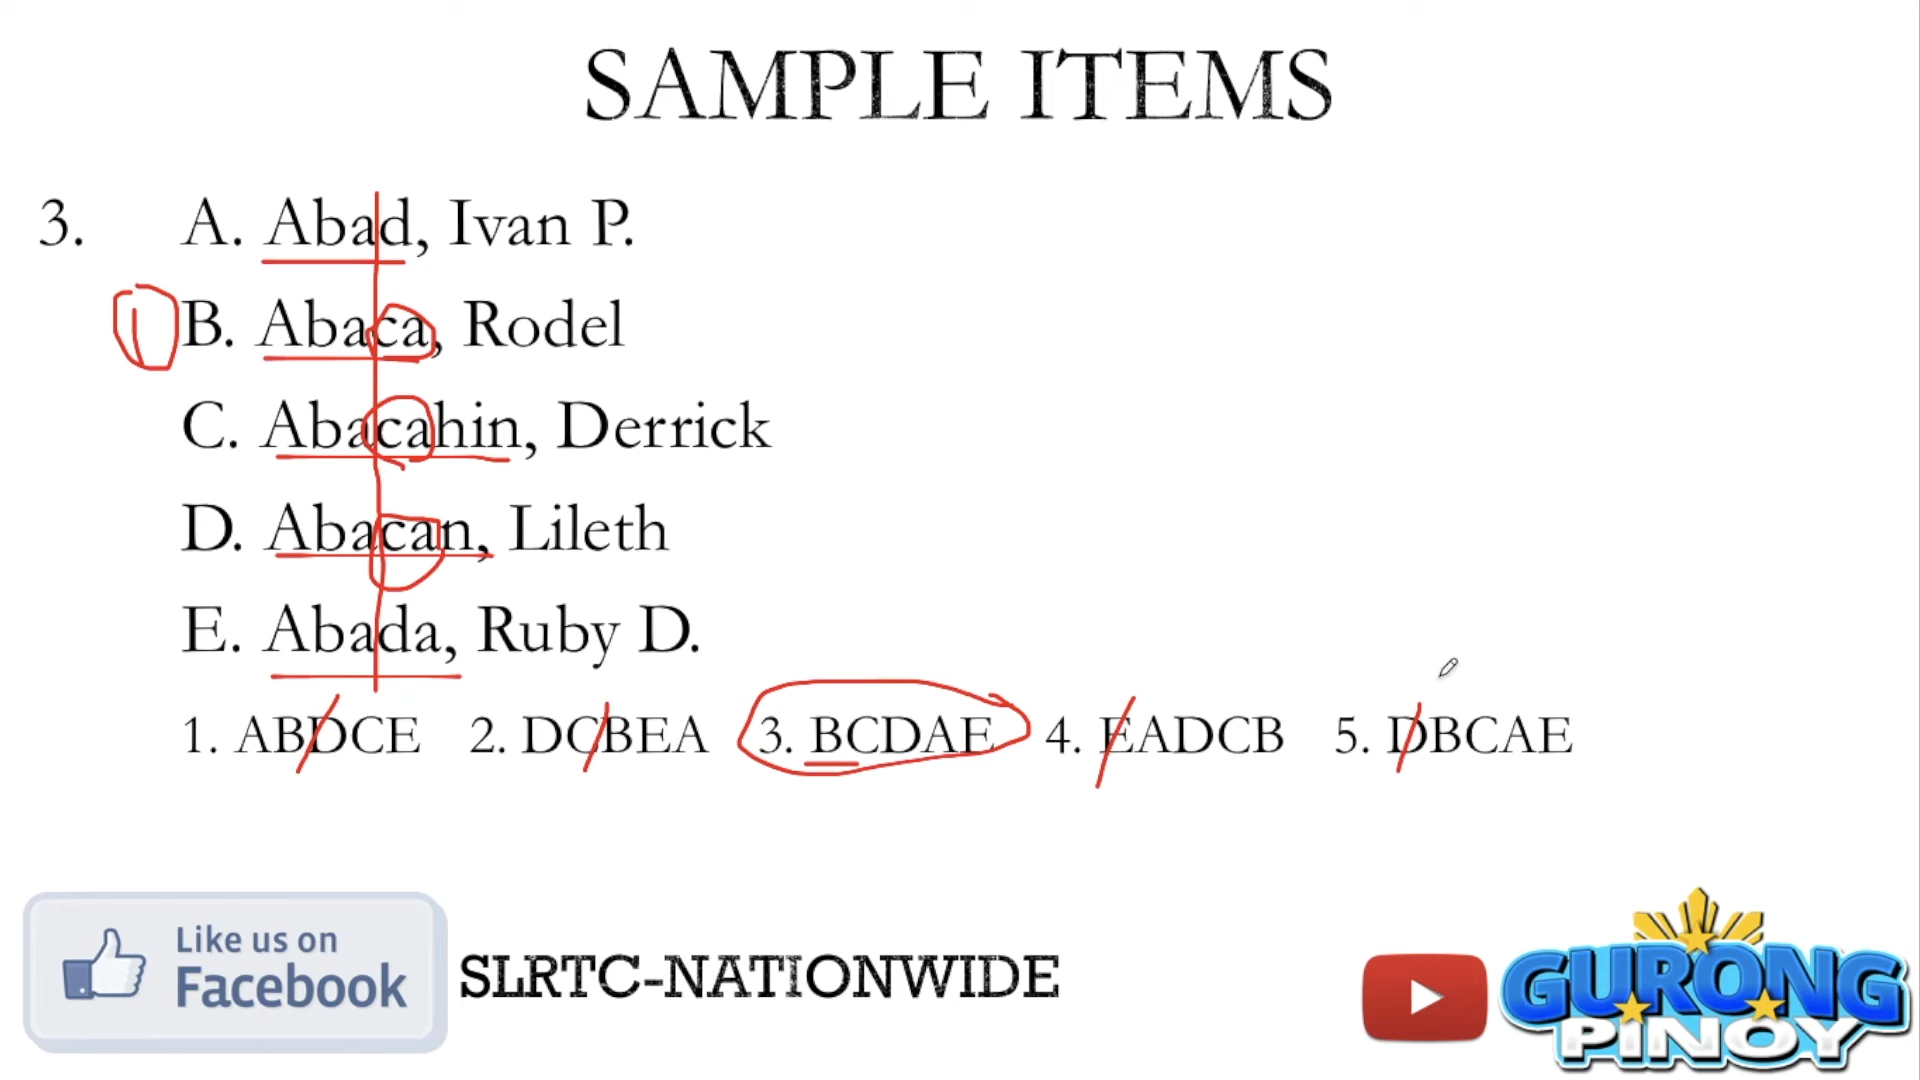 SAMPLE ITEMS
3. A. Abad, Ivan P.
1 B. Abaca, Rodel
C. Abacahin, Derrick
D. Abacan, Lileth
E. Abada, Ruby D.
1. ABDCE 2. DCBEA 3. BCDAE 4. EADCB 5. DBCAE
Like us on
Facebook
SLRTC-NATIONWIDE
GURONG
PINOY